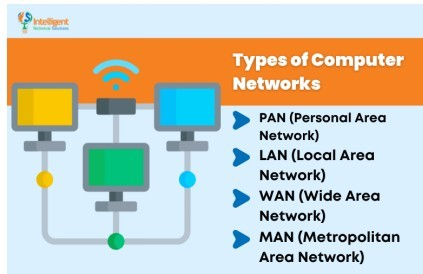 Intelligent
Technical Solutions
Types of Computer
Networks
PAN (Personal Area
Network)
LAN (Local Area
Network)
WAN (Wide Area
Network)
MAN (Metropolitan
Area Network)